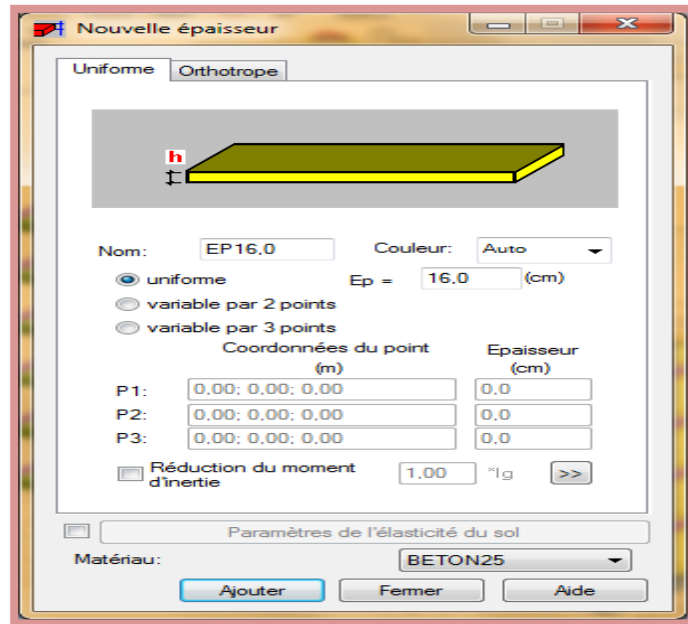 Nouvelle épaisseur
Uniforme Orthotrope
h
Nom: EP16,0 Couleur: Auto
uniforme Ep = 16,0 (cm)
variable par 2 points
variable par 3 points
Coordonnées du point Epaisseur
(m) (cm)
P1: 0,00; 0,00; 0,00 0,0
P2: 0,00; 0,00; 0,00 0,0
P3: 0,00; 0,00; 0,00 0,0
Réduction du moment
d'inertie 1,00 *Ig >>
Paramètres de l'élasticité du sol
Matériau: BETON25
Ajouter Fermer Aide